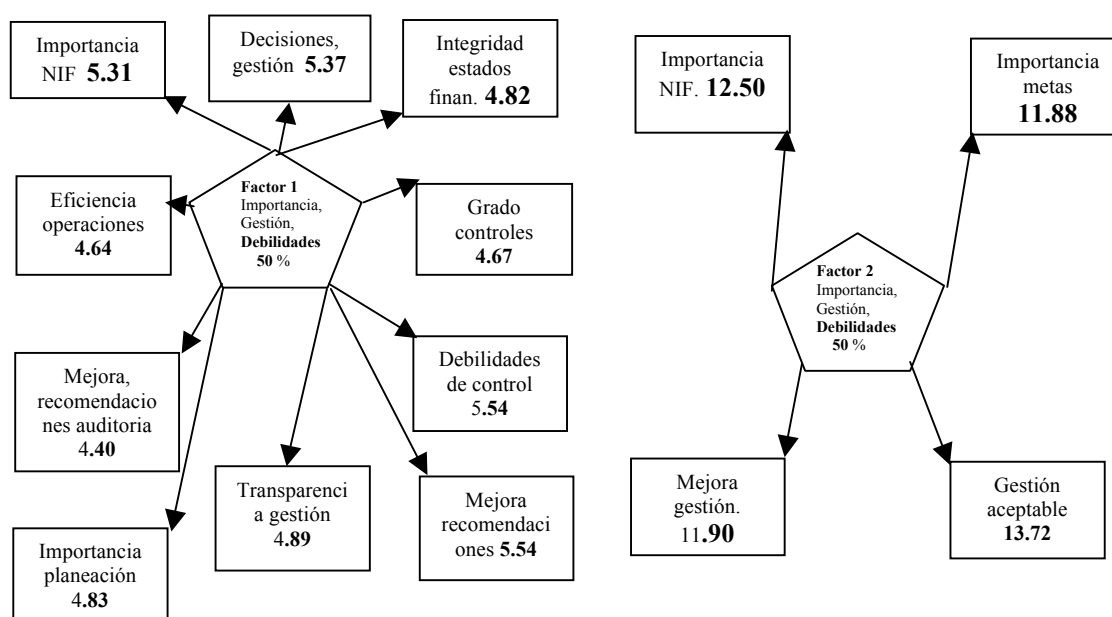 Importancia
NIF 5.31
Decisiones,
gestión 5.37
Integridad
estados
finan. 4.82
Eficiencia
operaciones
4.64
Factor 1
Importancia,
Gestión,
Debilidades
50 %
Grado
controles
4.67
Mejora,
recomendacio
nes auditoria
4.40
Debilidades
de control
5.54
Transparenci
a gestión
4.89
Mejora
recomendaci
ones 5.54
Importancia
planeación
4.83
Importancia
NIF. 12.50
Importancia
metas
11.88
Factor 2
Importancia,
Gestión,
Debilidades
50 %
Mejora
gestión.
11.90
Gestión
aceptable
13.72